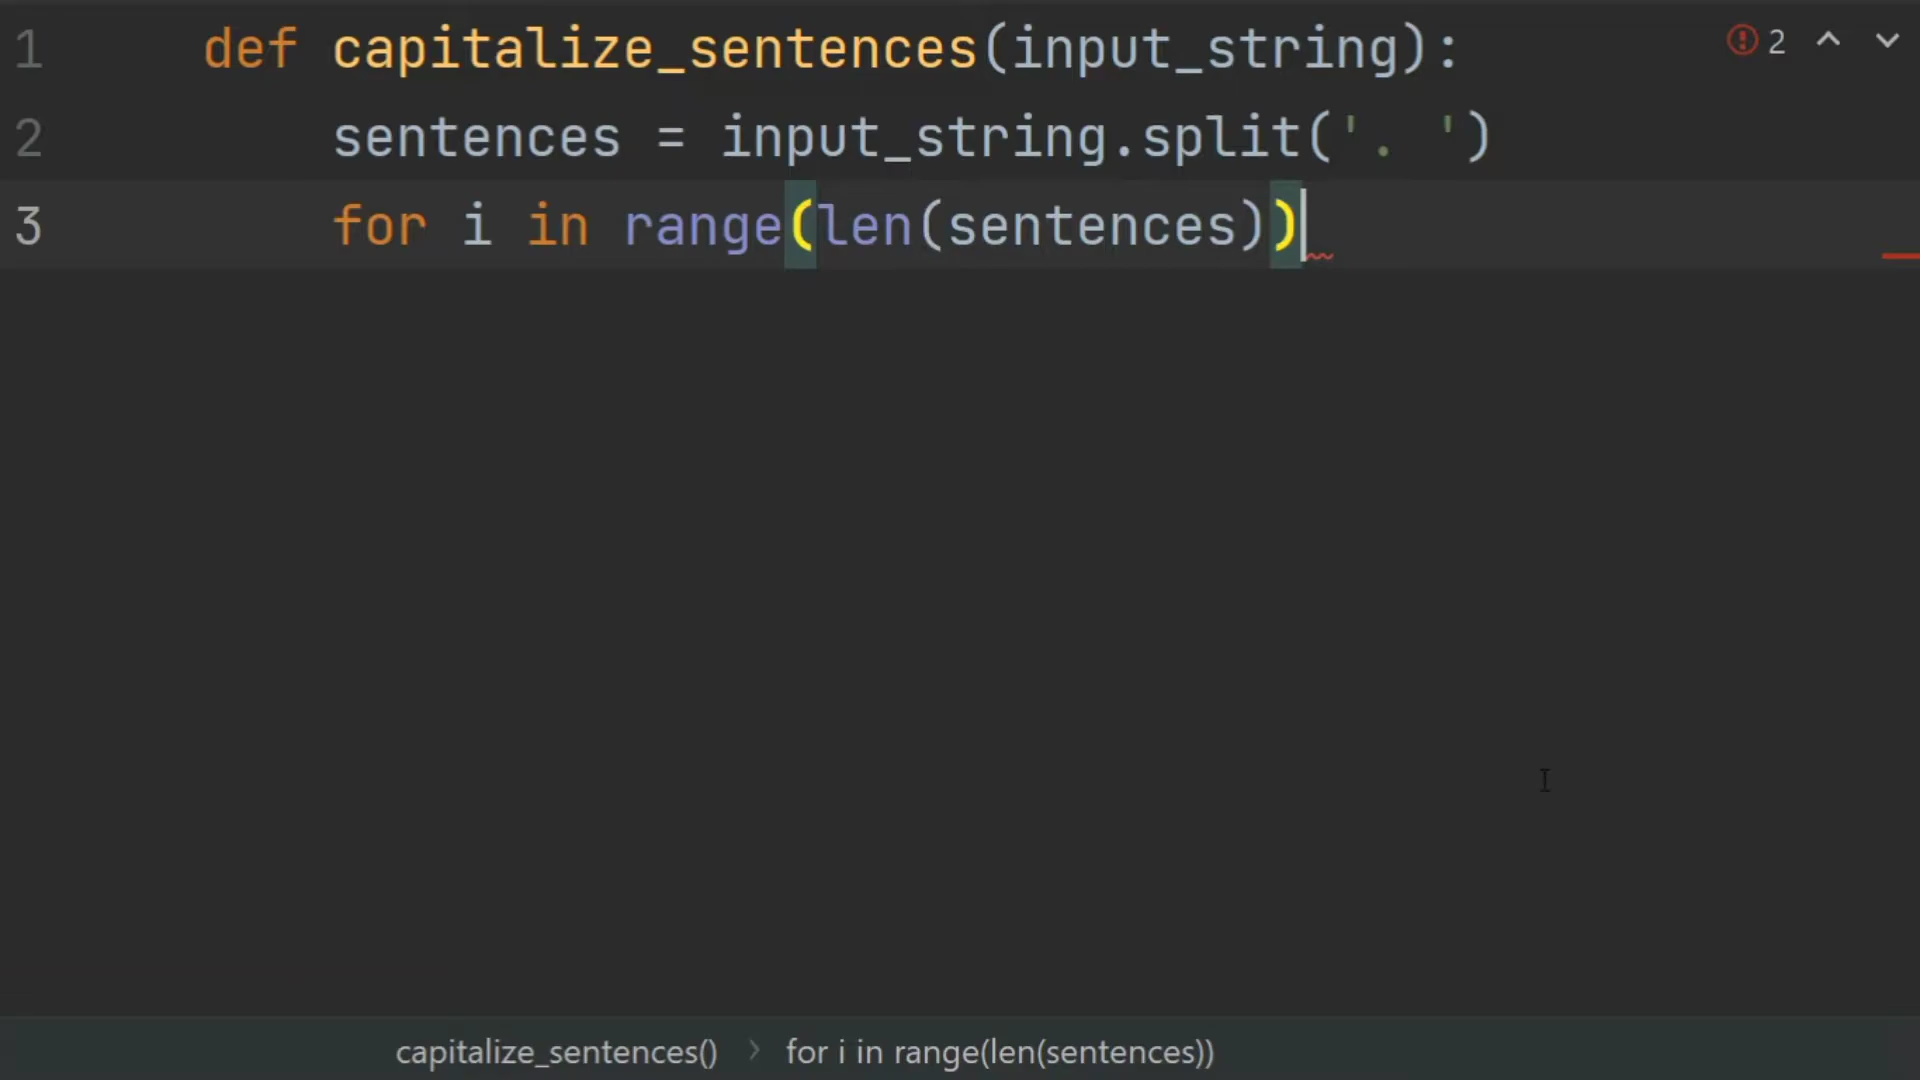 1 def capitalize_sentences(input_string): 2
2 sentences = input_string.split('. ')
3 for i in range(len(sentences))
capitalize_sentences() > for i in range(len(sentences))